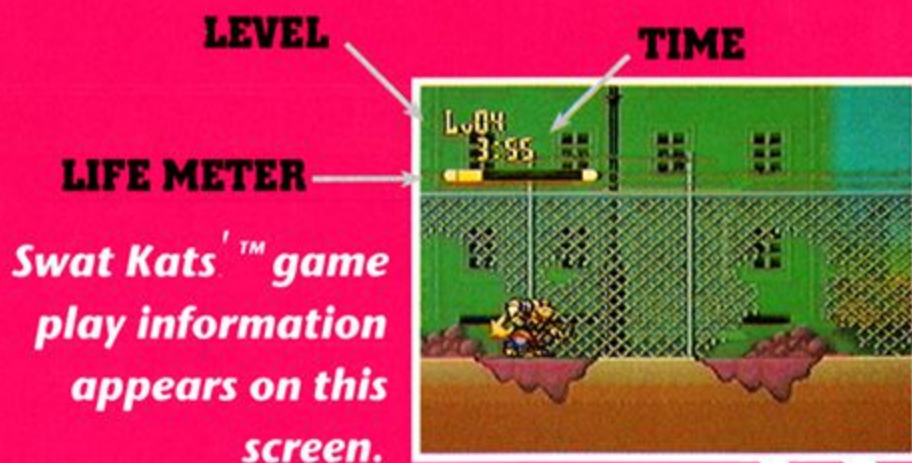 LEVEL
TIME
Lv04
3:55
LIFE METER
Swat Kats'™ game
play information
appears on this
screen.